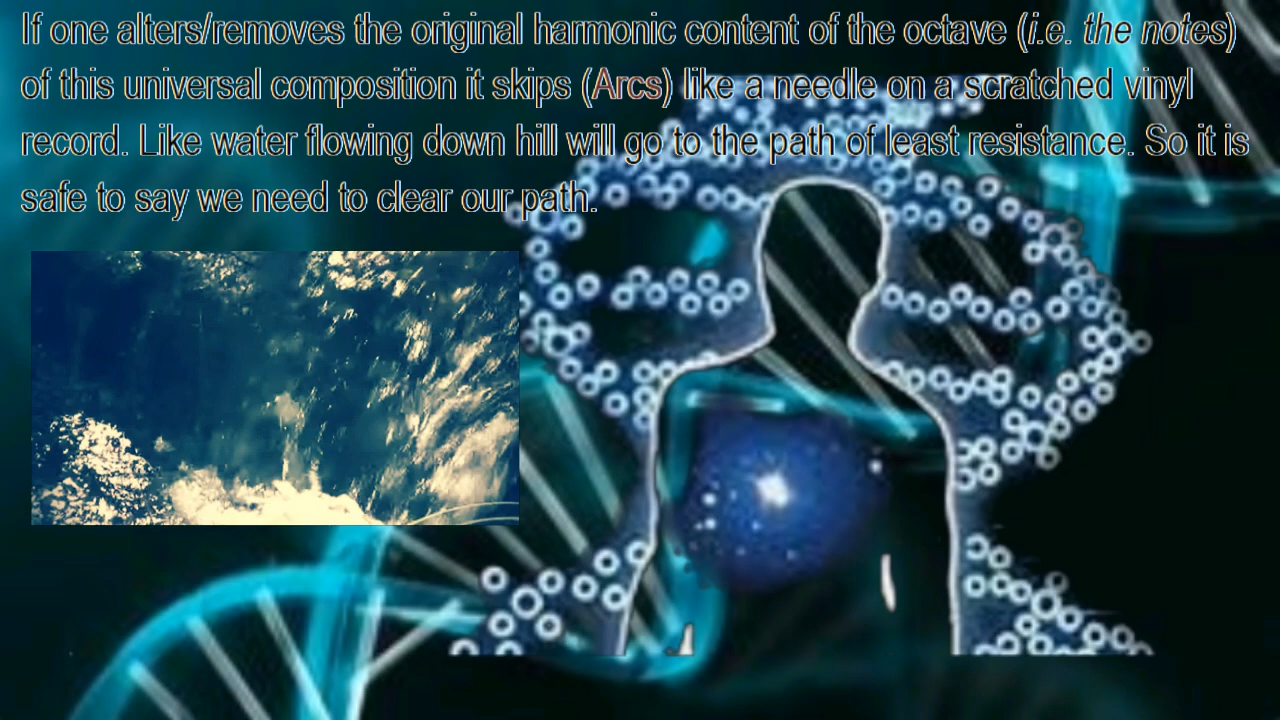 If one alters/removes the original harmonic content of the octave (i.e. the notes)
of this universal composition it skips (Arcs) like a needle on a scratched vinyl
record. Like water flowing down hill will go to the path of least resistance. So it is
safe to say we need to clear our path.